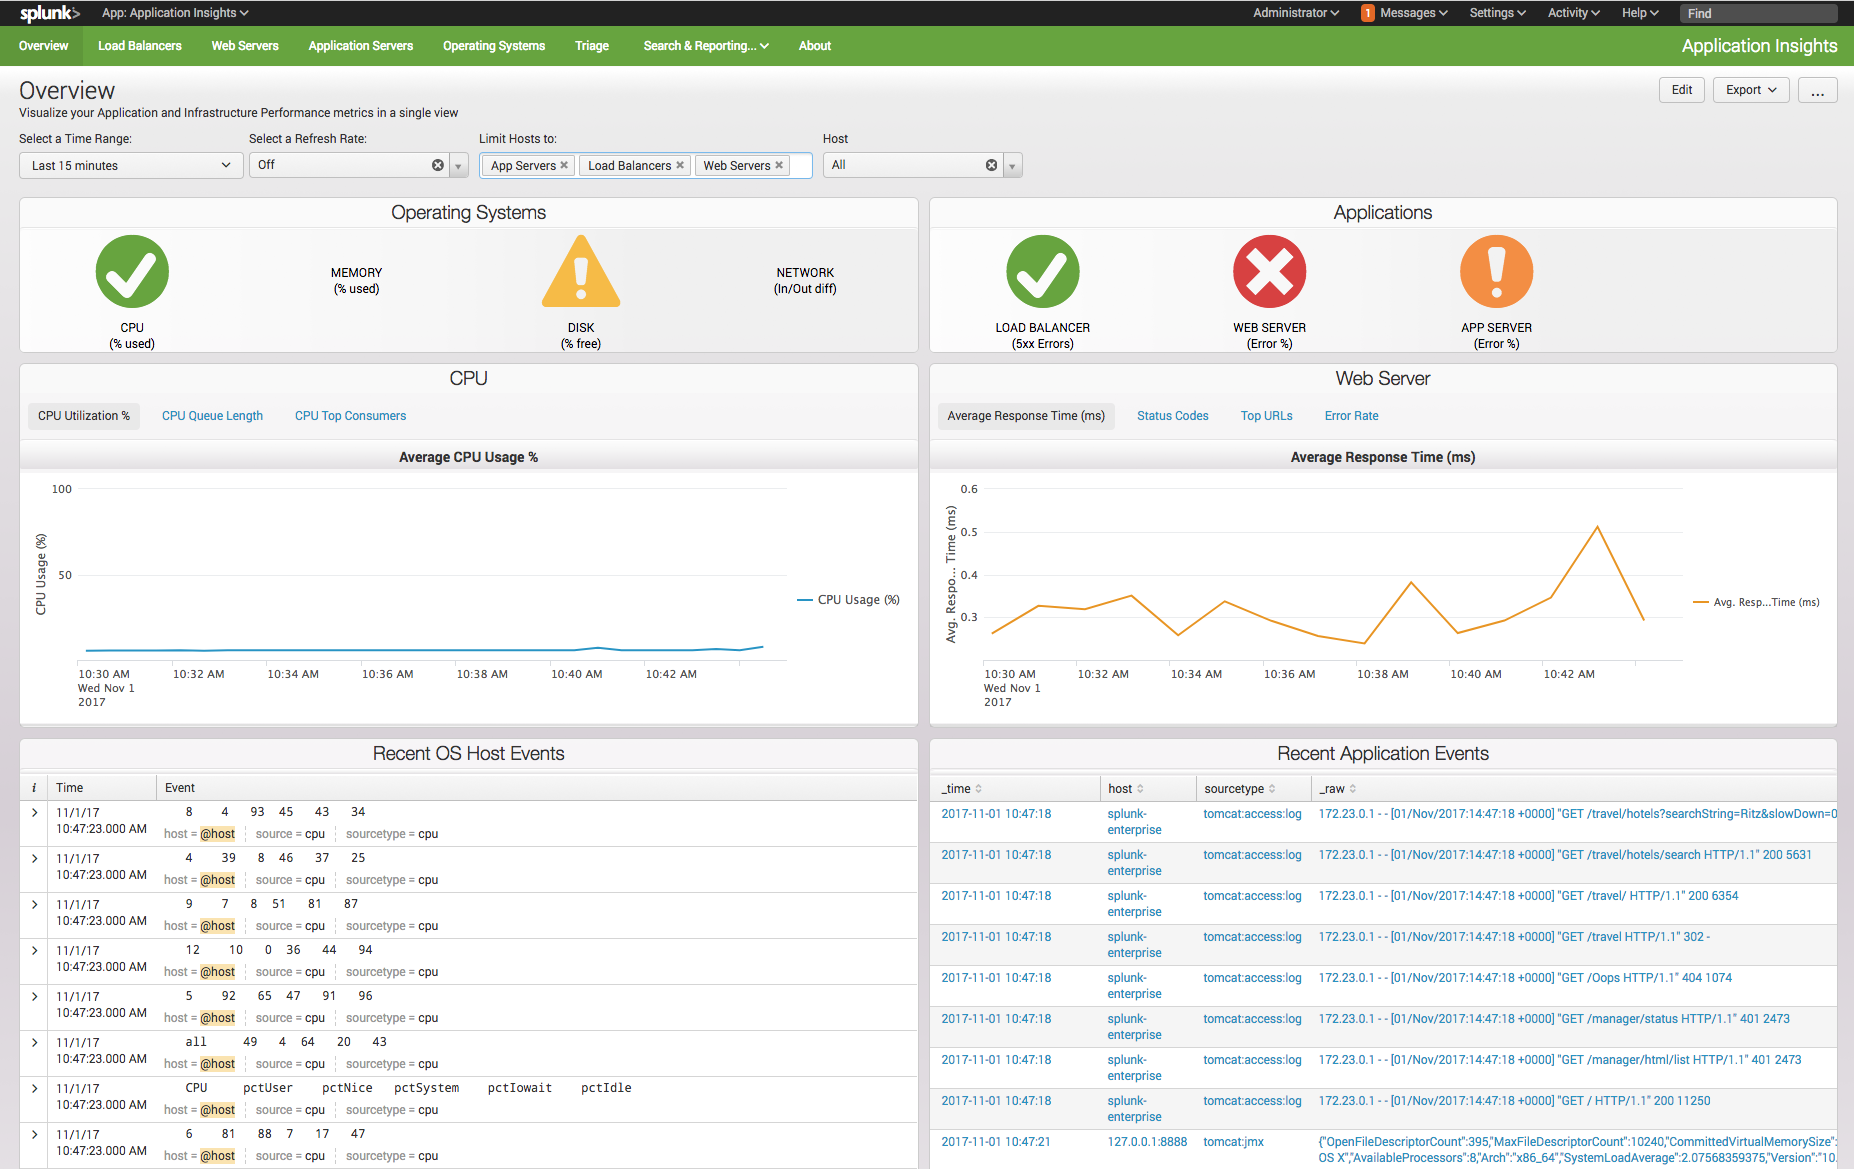 splunk> App: Application Insights Administrator 1 Messages Settings Activity Help Find
Overview Load Balancers Web Servers Application Servers Operating Systems Triage Search & Reporting... About Application Insights
Overview Edit Export ...
Visualize your Application and Infrastructure Performance metrics in a single view
Select a Time Range: Select a Refresh Rate: Limit Hosts to: Host
Last 15 minutes Off App Servers Load Balancers Web Servers All
Operating Systems
CPU
(% used)
MEMORY
(% used)
DISK
(% free)
NETWORK
(In/Out diff)
Applications
LOAD BALANCER
(5xx Errors)
WEB SERVER
(Error %)
APP SERVER
(Error %)
CPU
CPU Utilization % CPU Queue Length CPU Top Consumers
Average CPU Usage %
CPU Usage (%)
100
50
CPU Usage (%)
10:30 AM 10:32 AM 10:34 AM 10:36 AM 10:38 AM 10:40 AM 10:42 AM
Wed Nov 1
2017
Web Server
Average Response Time (ms) Status Codes Top URLs Error Rate
Average Response Time (ms)
Avg. Respo... Time (ms)
0.6
0.5
0.4
0.3
Avg. Resp...Time (ms)
10:30 AM 10:32 AM 10:34 AM 10:36 AM 10:38 AM 10:40 AM 10:42 AM
Wed Nov 1
2017
Recent OS Host Events
i Time Event
11/1/17 8 4 93 45 43 34
10:47:23.000 AM host = @host source = cpu sourcetype = cpu
11/1/17 4 39 8 46 37 25
10:47:23.000 AM host = @host source = cpu sourcetype = cpu
11/1/17 9 7 8 51 81 87
10:47:23.000 AM host = @host source = cpu sourcetype = cpu
11/1/17 12 10 0 36 44 94
10:47:23.000 AM host = @host source = cpu sourcetype = cpu
11/1/17 5 92 65 47 91 96
10:47:23.000 AM host = @host source = cpu sourcetype = cpu
11/1/17 all 49 4 64 20 43
10:47:23.000 AM host = @host source = cpu sourcetype = cpu
11/1/17 CPU pctUser pctNice pctSystem pctIowait pctIdle
10:47:23.000 AM host = @host source = cpu sourcetype = cpu
11/1/17 6 81 88 7 17 47
10:47:23.000 AM host = @host source = cpu sourcetype = cpu
Recent Application Events
_time host sourcetype _raw
2017-11-01 10:47:18 splunk- tomcat:access:log 172.23.0.1 - - [01/Nov/2017:14:47:18 +0000] "GET /travel/hotels?searchString=Ritz&slowDown=0
enterprise
2017-11-01 10:47:18 splunk- tomcat:access:log 172.23.0.1 - - [01/Nov/2017:14:47:18 +0000] "GET /travel/hotels/search HTTP/1.1" 200 5631
enterprise
2017-11-01 10:47:18 splunk- tomcat:access:log 172.23.0.1 - - [01/Nov/2017:14:47:18 +0000] "GET /travel/ HTTP/1.1" 200 6354
enterprise
2017-11-01 10:47:18 splunk- tomcat:access:log 172.23.0.1 - - [01/Nov/2017:14:47:18 +0000] "GET /travel HTTP/1.1" 302 -
enterprise
2017-11-01 10:47:18 splunk- tomcat:access:log 172.23.0.1 - - [01/Nov/2017:14:47:18 +0000] "GET /Oops HTTP/1.1" 404 1074
enterprise
2017-11-01 10:47:18 splunk- tomcat:access:log 172.23.0.1 - - [01/Nov/2017:14:47:18 +0000] "GET /manager/status HTTP/1.1" 401 2473
enterprise
2017-11-01 10:47:18 splunk- tomcat:access:log 172.23.0.1 - - [01/Nov/2017:14:47:18 +0000] "GET /manager/html/list HTTP/1.1" 401 2473
enterprise
2017-11-01 10:47:18 splunk- tomcat:access:log 172.23.0.1 - - [01/Nov/2017:14:47:18 +0000] "GET / HTTP/1.1" 200 11250
enterprise
2017-11-01 10:47:21 127.0.0.1:8888 tomcat:jmx {"OpenFileDescriptorCount":395,"MaxFileDescriptorCount":10240,"CommittedVirtualMemorySize":
OS X","AvailableProcessors":8,"Arch":"x86_64","SystemLoadAverage":2.07568359375,"Version":"10.